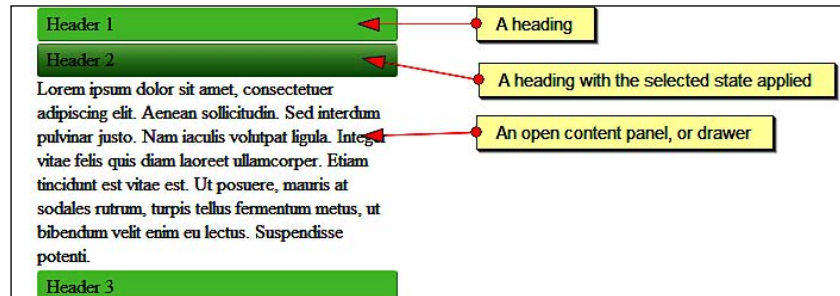 Header 1
A heading
Header 2
A heading with the selected state applied
Lorem ipsum dolor sit amet, consectetuer
adipiscing elit. Aenean sollicitudin. Sed interdum
pulvinar justo. Nam iaculis volutpat ligula. Integer
An open content panel, or drawer
vitae felis quis diam laoreet ullamcorper. Etiam
tincidunt est vitae est. Ut posuere, mauris at
sodales rutrum, turpis tellus fermentum metus, ut
bibendum velit enim eu lectus. Suspendisse
potenti.
Header 3